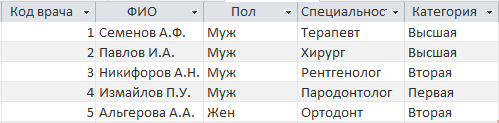 Код врача ФИО Пол Специальнос Категория
1 Семенов А.Ф. Муж Терапевт Высшая
2 Павлов И.А. Муж Хирург Высшая
3 Никифоров А.Н. Муж Рентгенолог Вторая
4 Измайлов П.У. Муж Пародонтолог Первая
5 Альгерова А.А. Жен Ортодонт Вторая